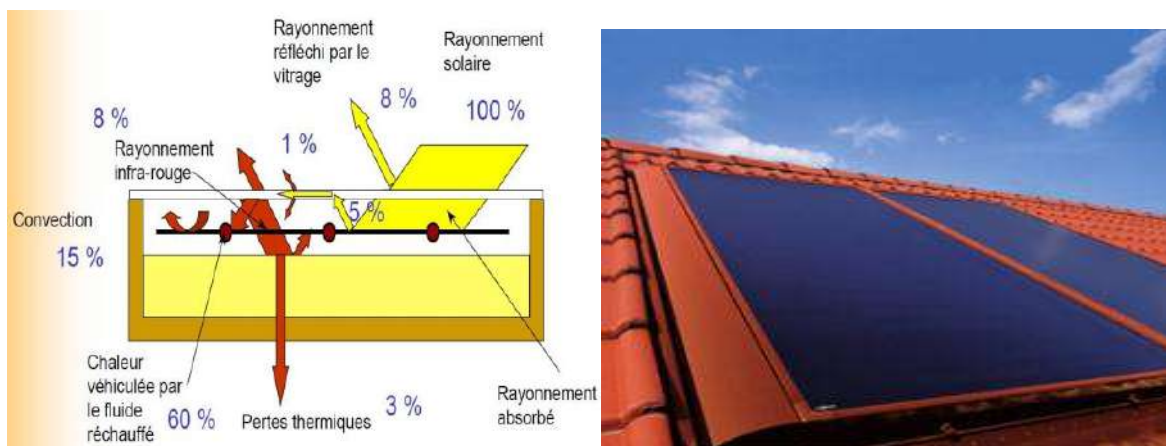 Rayonnement
réfléchi par le
vitrage
Rayonnement
solaire
8 %
100 %
8 %
1 %
Rayonnement
infra-rouge
5 %
Convection
15 %
Chaleur
véhiculée par
le fluide
réchauffé
60 %
Pertes thermiques
3 %
Rayonnement
absorbé